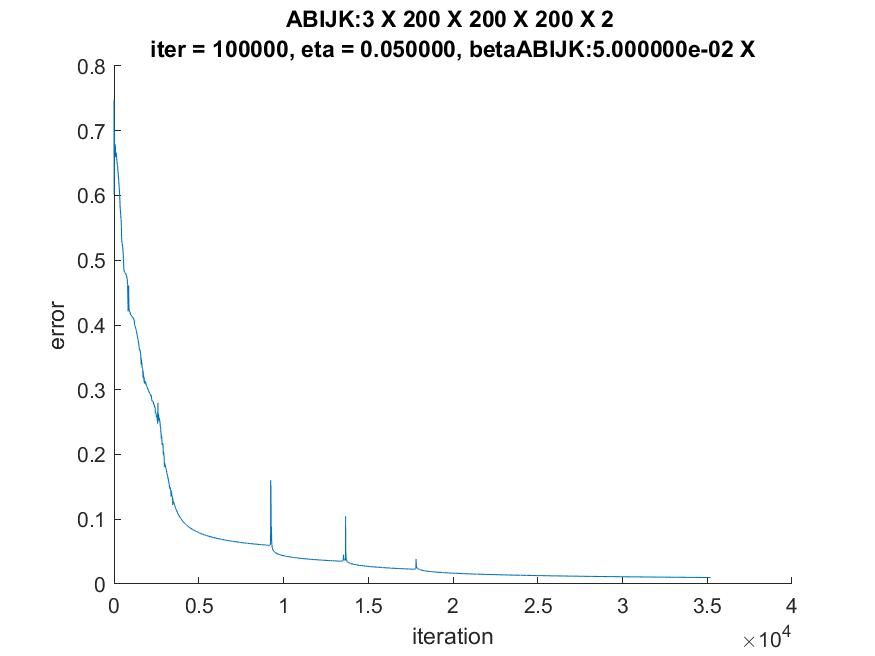 ABIJK:3 X 200 X 200 X 200 X 2
iter = 100000, eta = 0.050000, betaABIJK:5.000000e-02 X
0.8
0.7
0.6
0.5
0.4
0.3
0.2
0.1
0
error
0 0.5 1 1.5 2 2.5 3 3.5 4
iteration
×10⁴